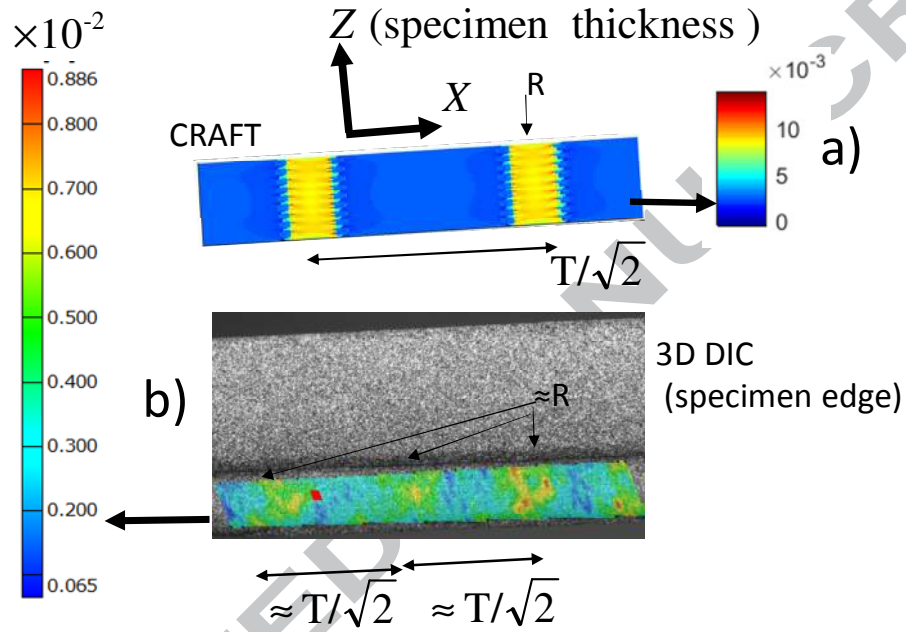 ×10⁻²
Z (specimen thickness )
0.886
0.800
0.700
0.600
0.500
0.400
0.300
0.200
0.065
X
R
CRAFT
×10⁻³
10
5
0
a)
T/√2
3D DIC
(specimen edge)
b)
≈R
≈ T/√2
≈ T/√2